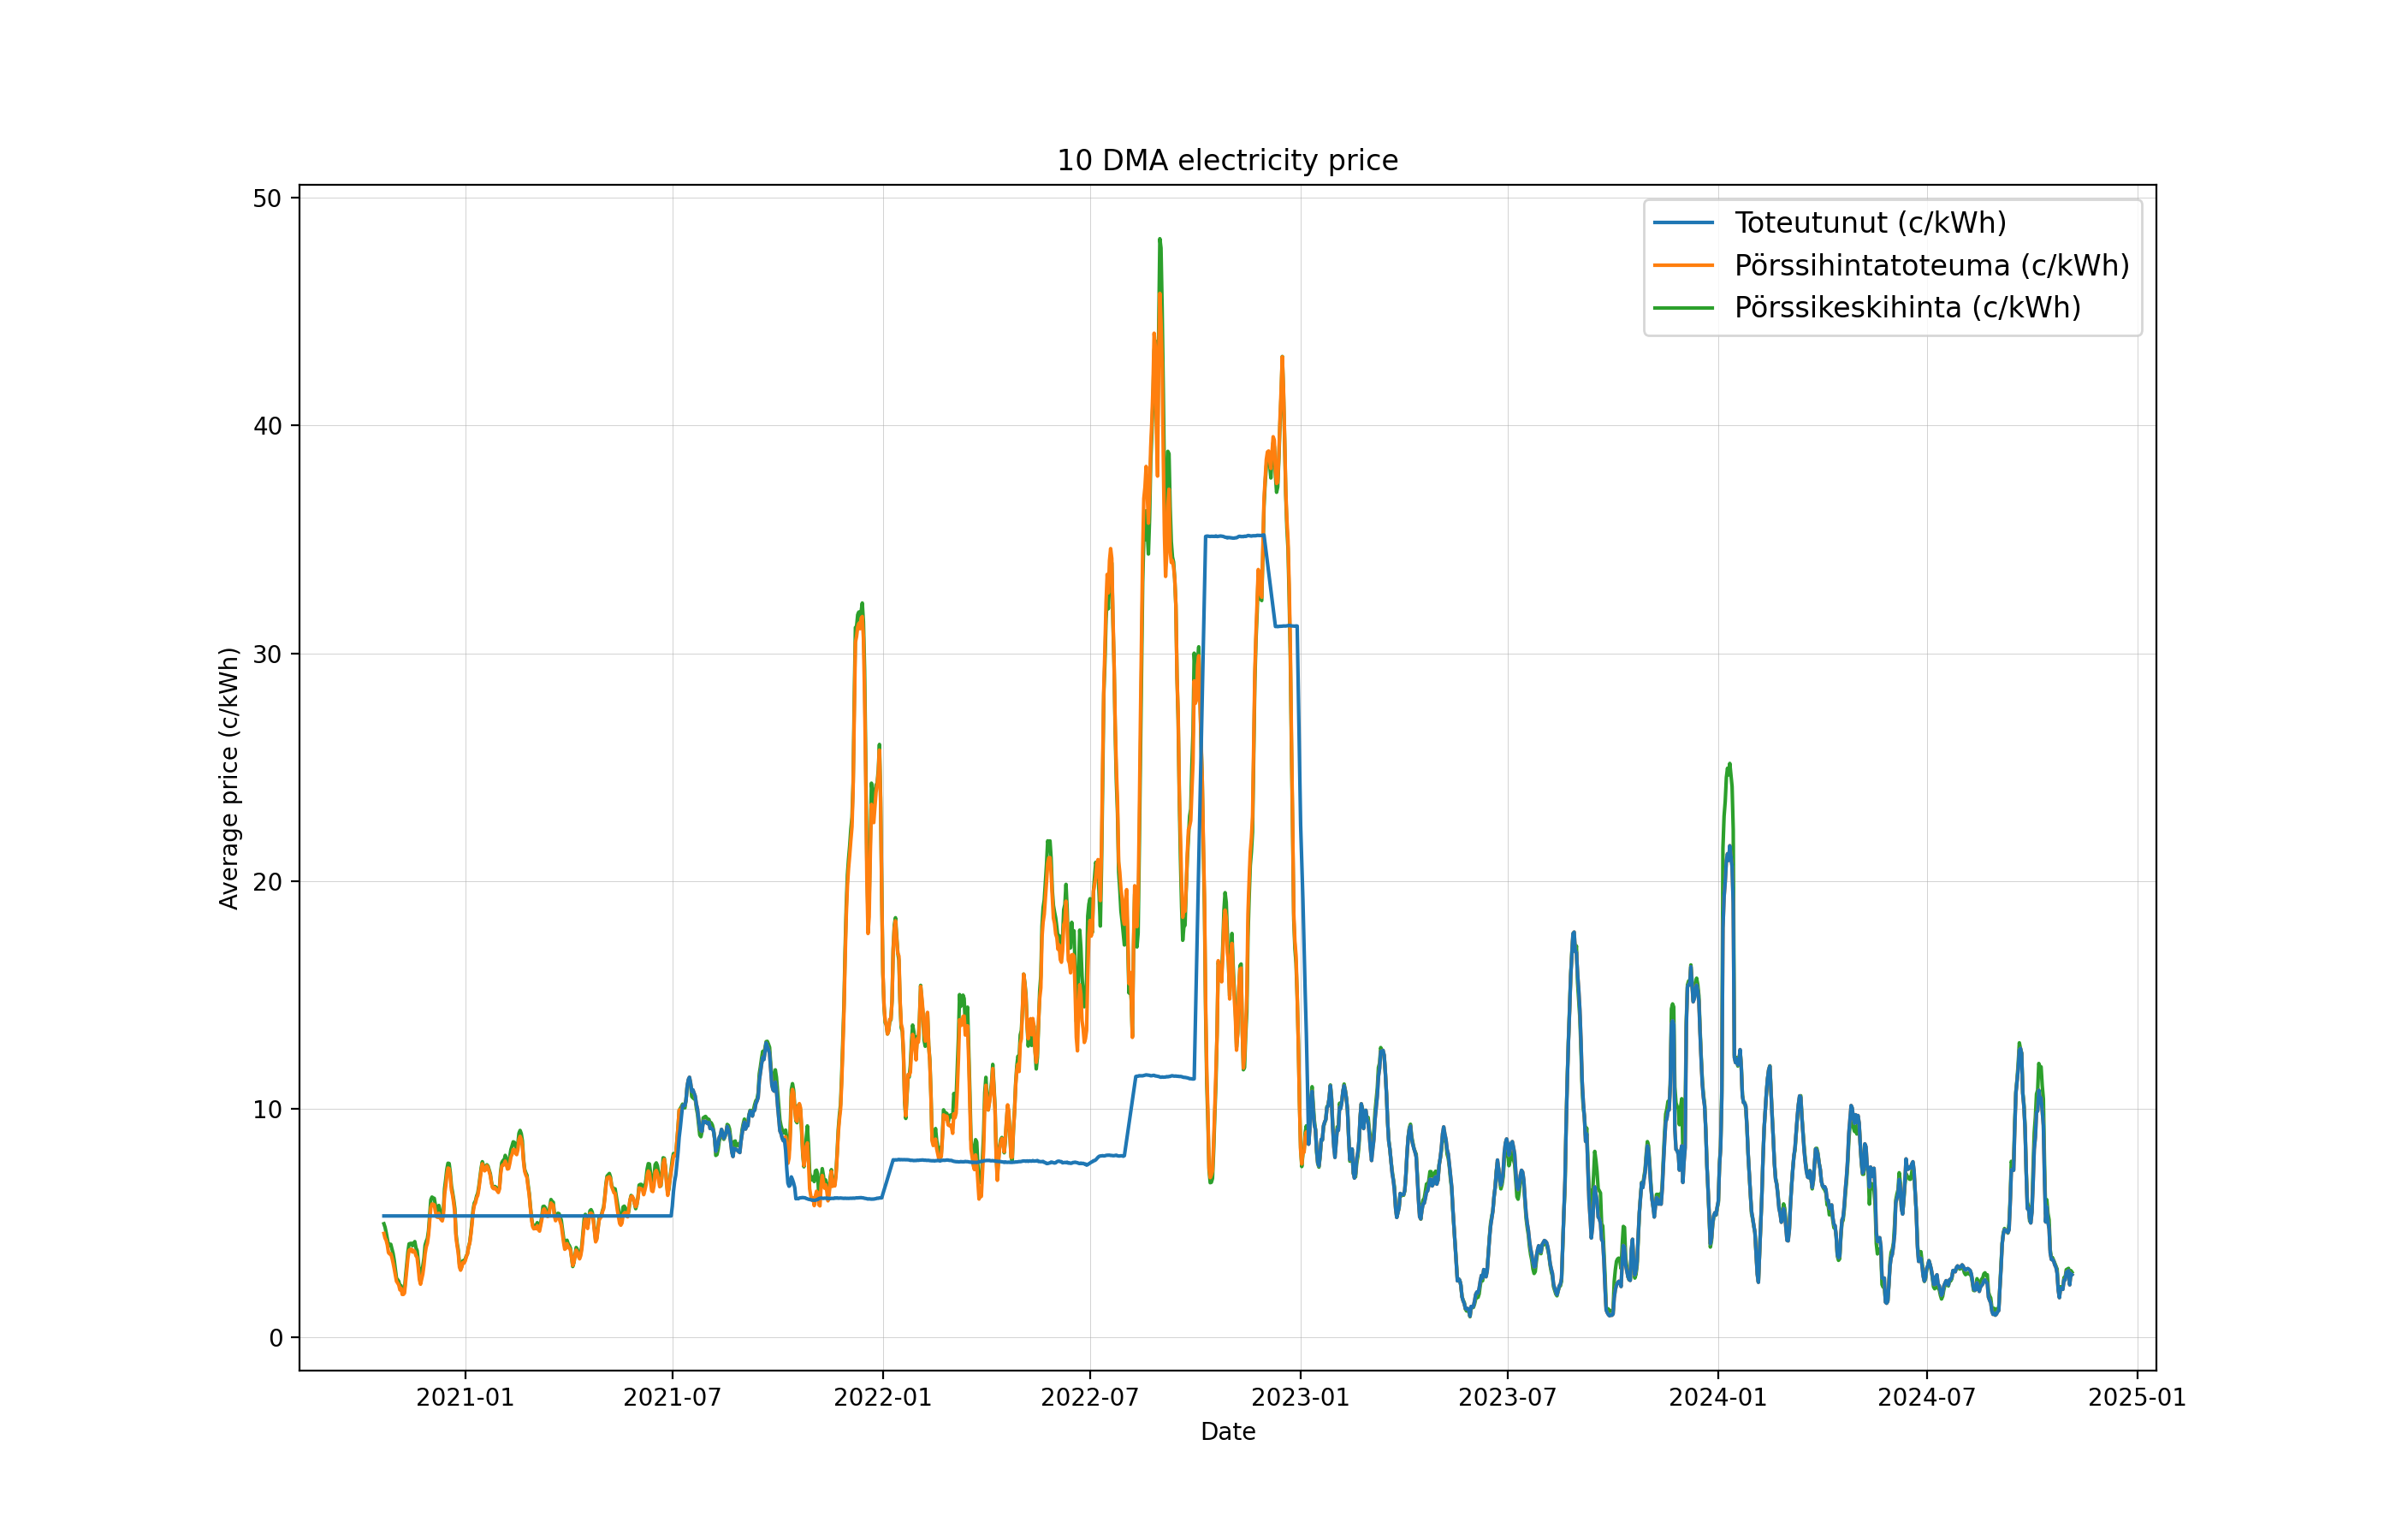 10 DMA electricity price
50
40
30
20
10
0
Average price (c/kWh)
Toteutunut (c/kWh)
Pörssihintatoteuma (c/kWh)
Pörssikeskihinta (c/kWh)
2021-01 2021-07 2022-01 2022-07 2023-01 2023-07 2024-01 2024-07 2025-01
Date